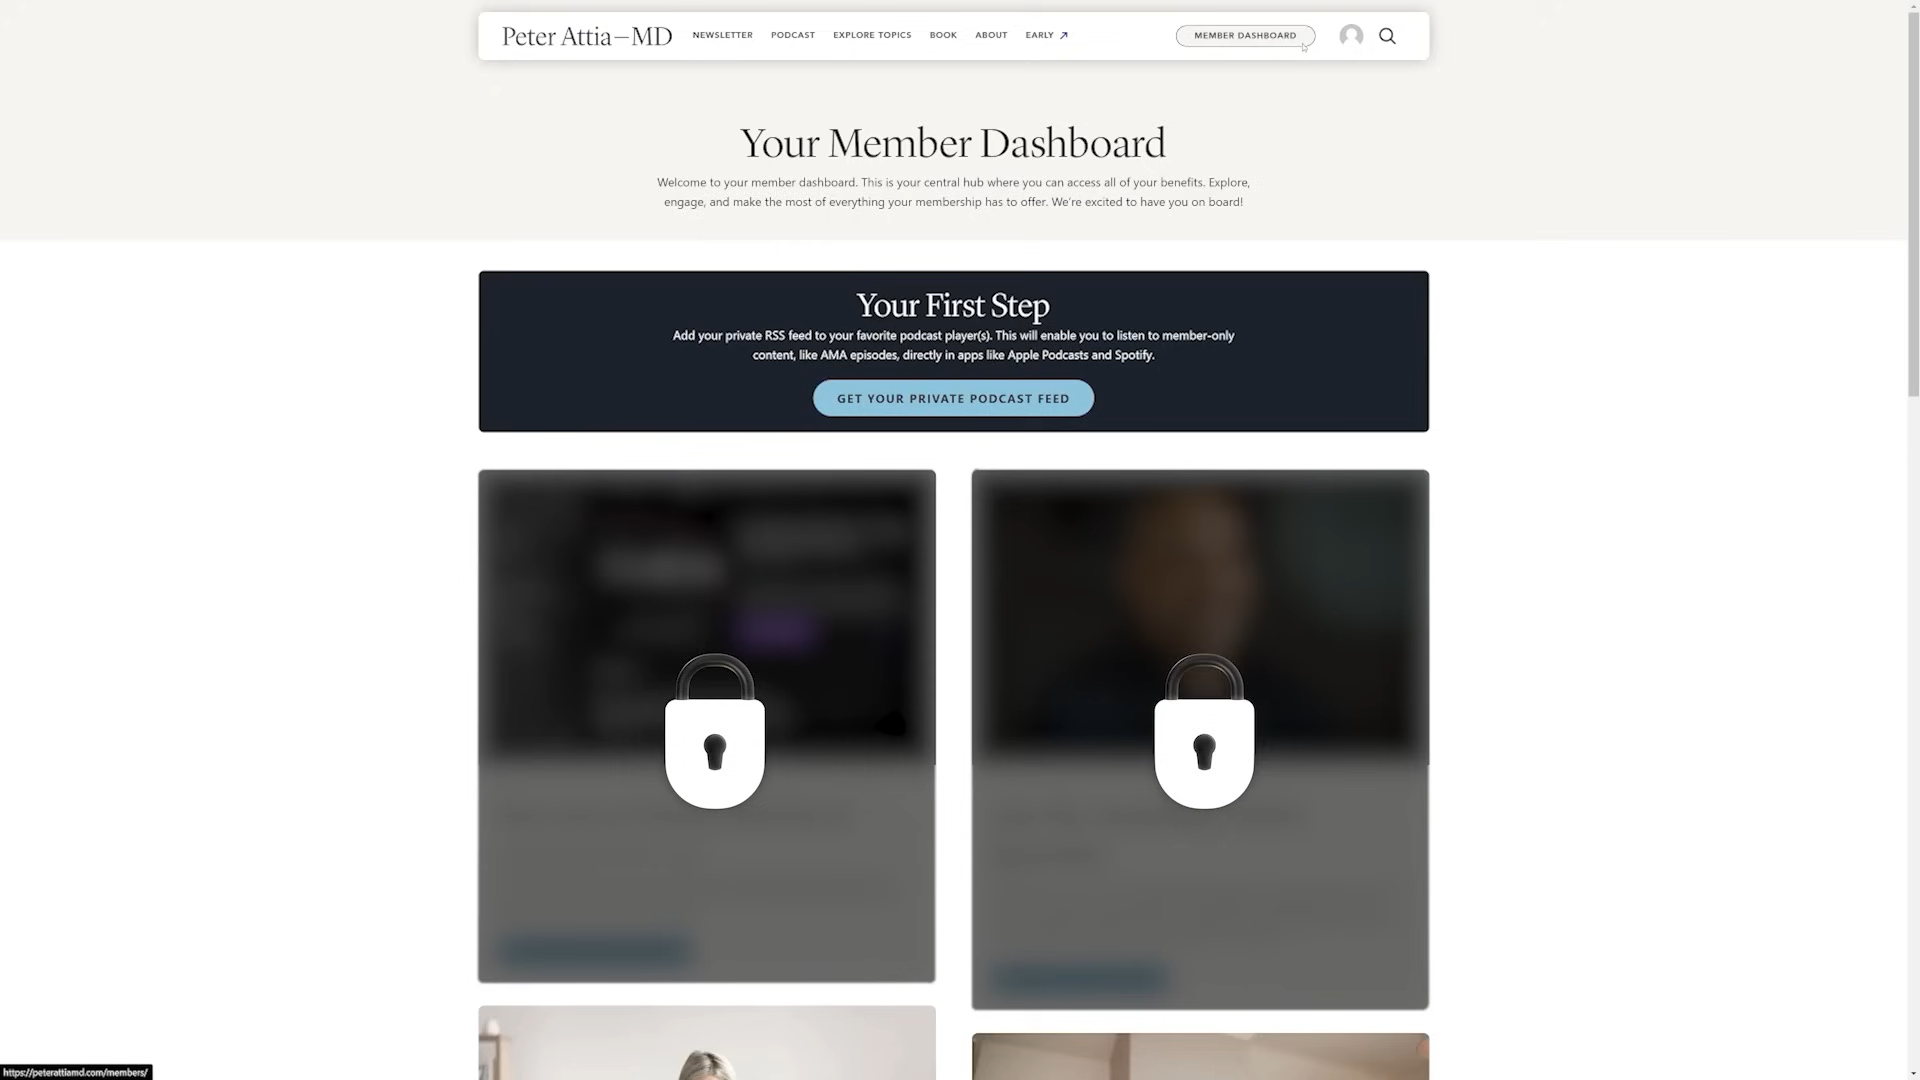 Peter Attia—MD
NEWSLETTER
PODCAST
EXPLORE TOPICS
BOOK
ABOUT
EARLY
MEMBER DASHBOARD
Your Member Dashboard
Welcome to your member dashboard. This is your central hub where you can access all of your benefits. Explore,
engage, and make the most of everything your membership has to offer. We're excited to have you on board!
Your First Step
Add your private RSS feed to your favorite podcast player(s). This will enable you to listen to member-only
content, like AMA episodes, directly in apps like Apple Podcasts and Spotify.
GET YOUR PRIVATE PODCAST FEED
https://peterattiamd.com/members/